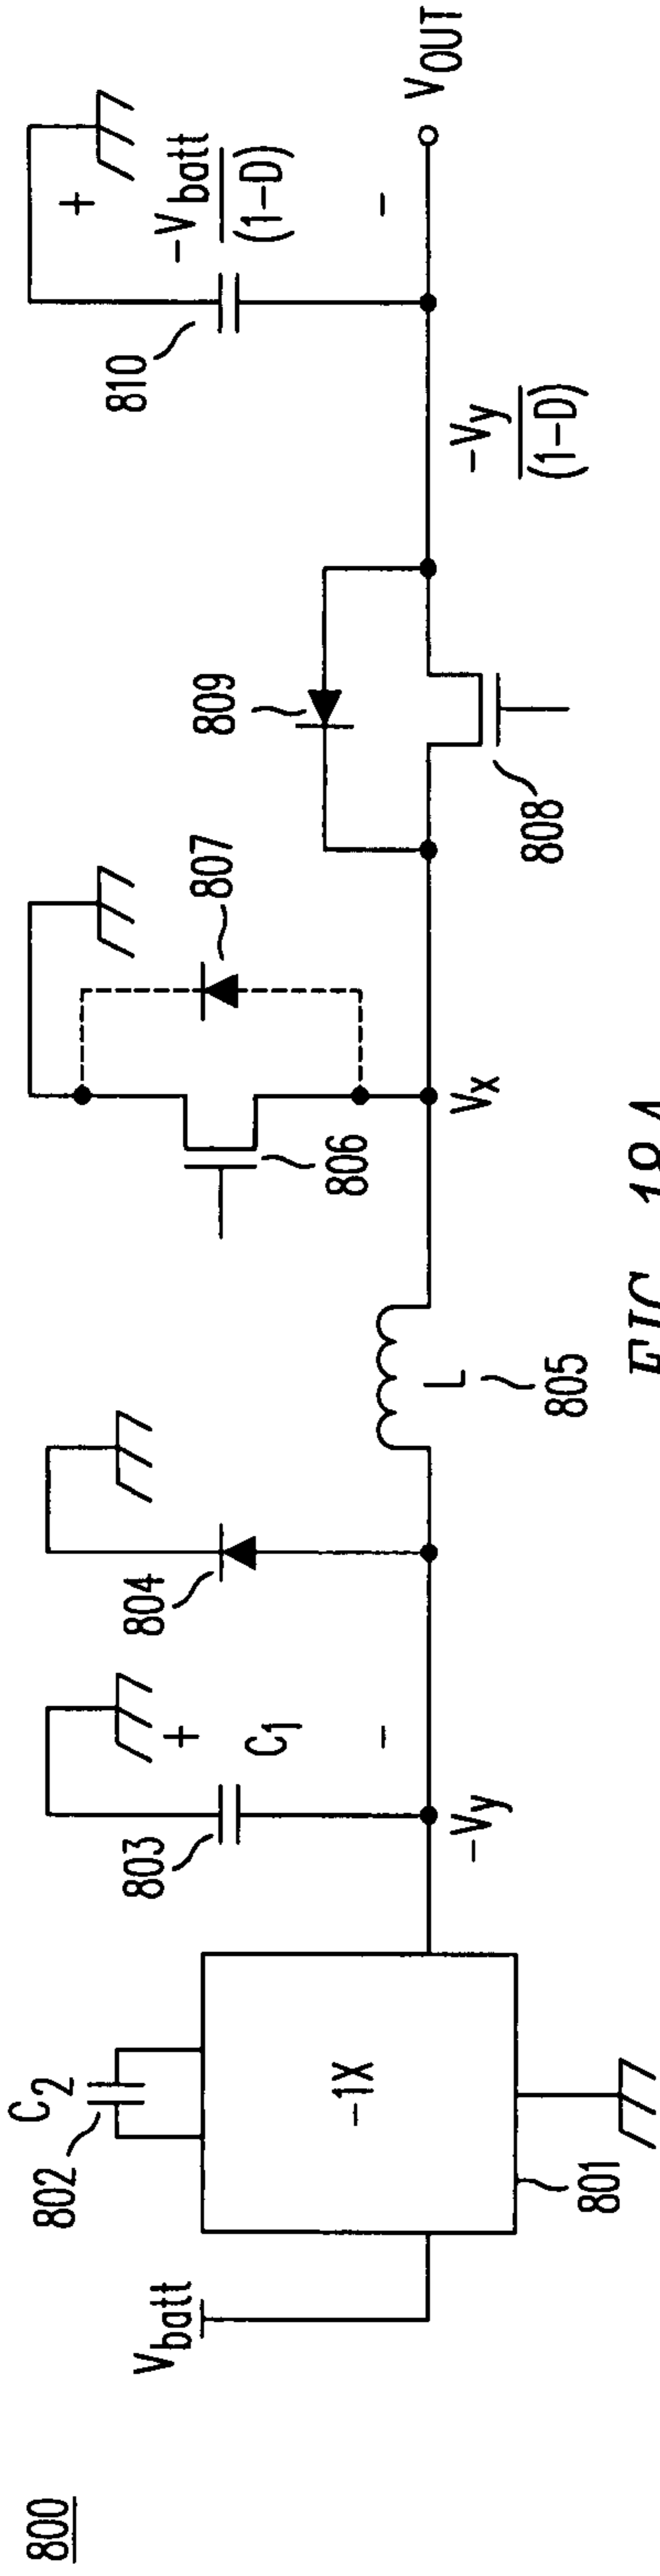 800
V_batt
C_2
802
-1X
801
803
C_1
+
-
-V_y
804
L
805
806
807
V_x
808
809
810
+
-V_batt
(1-D)
-
-V_y
(1-D)
V_OUT